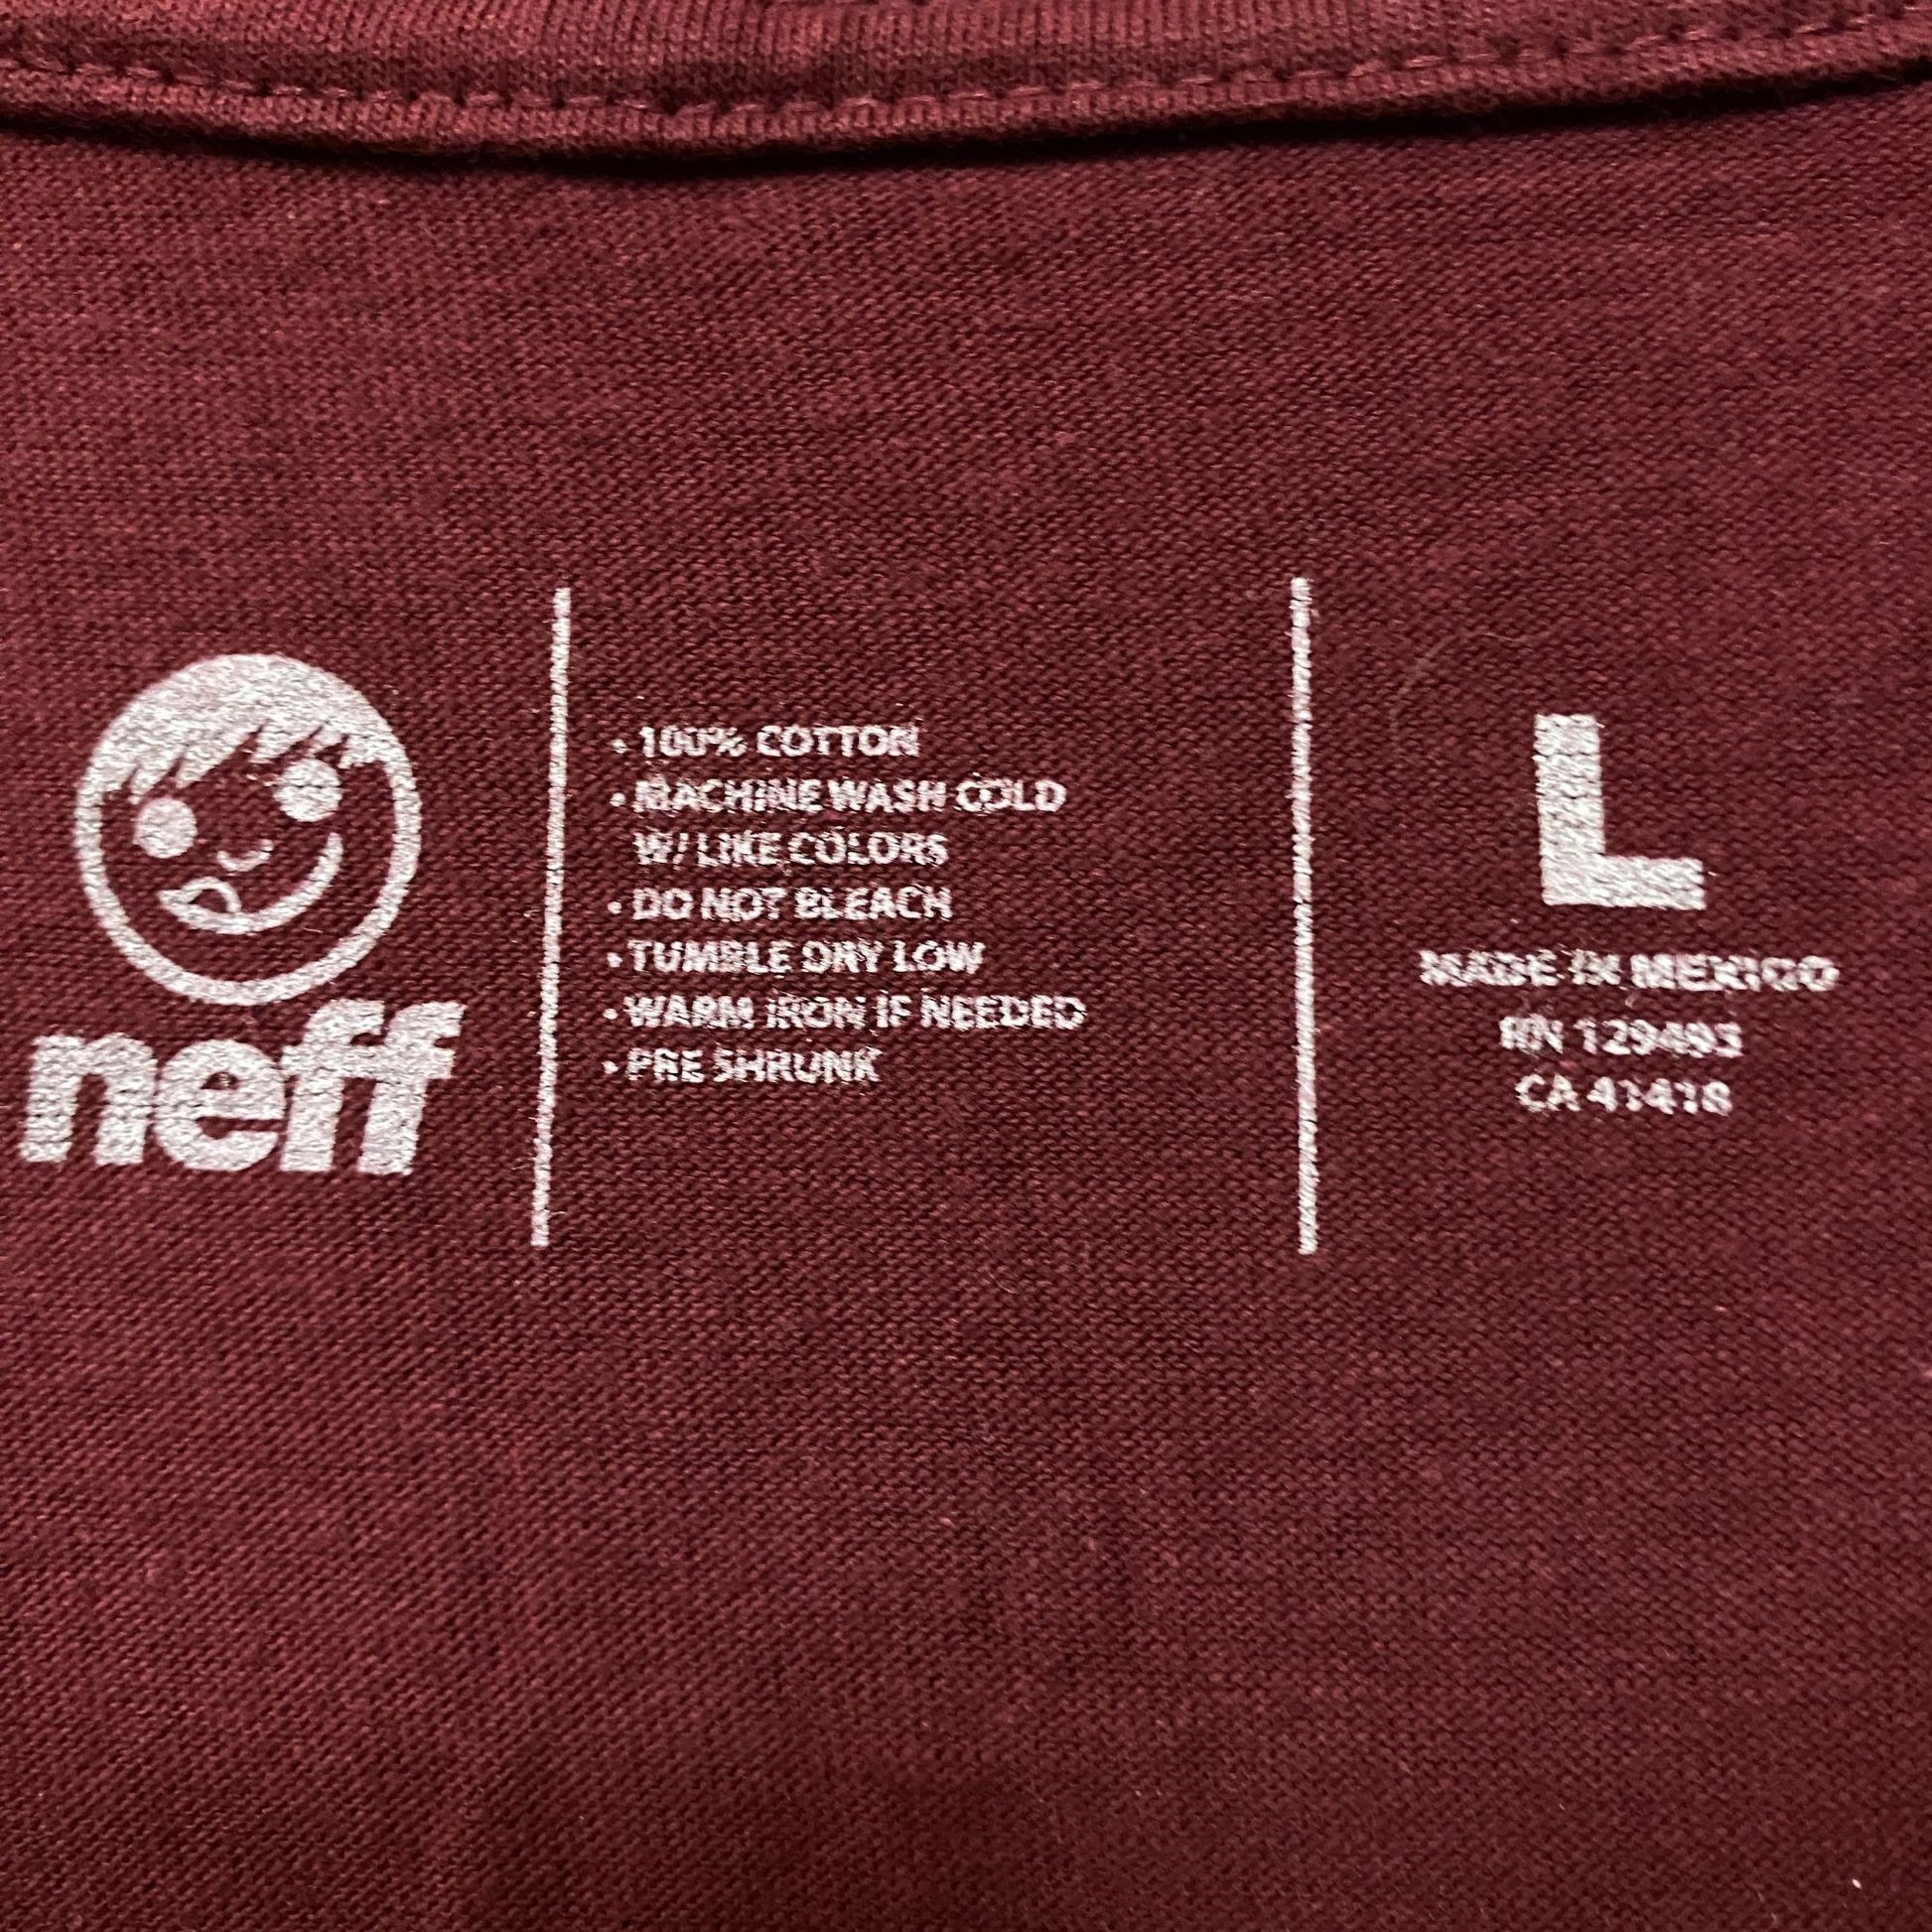 neff
• 100% COTTON
• MACHINE WASH COLD
W/ LIKE COLORS
• DO NOT BLEACH
• TUMBLE DRY LOW
• WARM IRON IF NEEDED
• PRE SHRUNK
L
MADE IN MEXICO
RN 129493
CA 41418